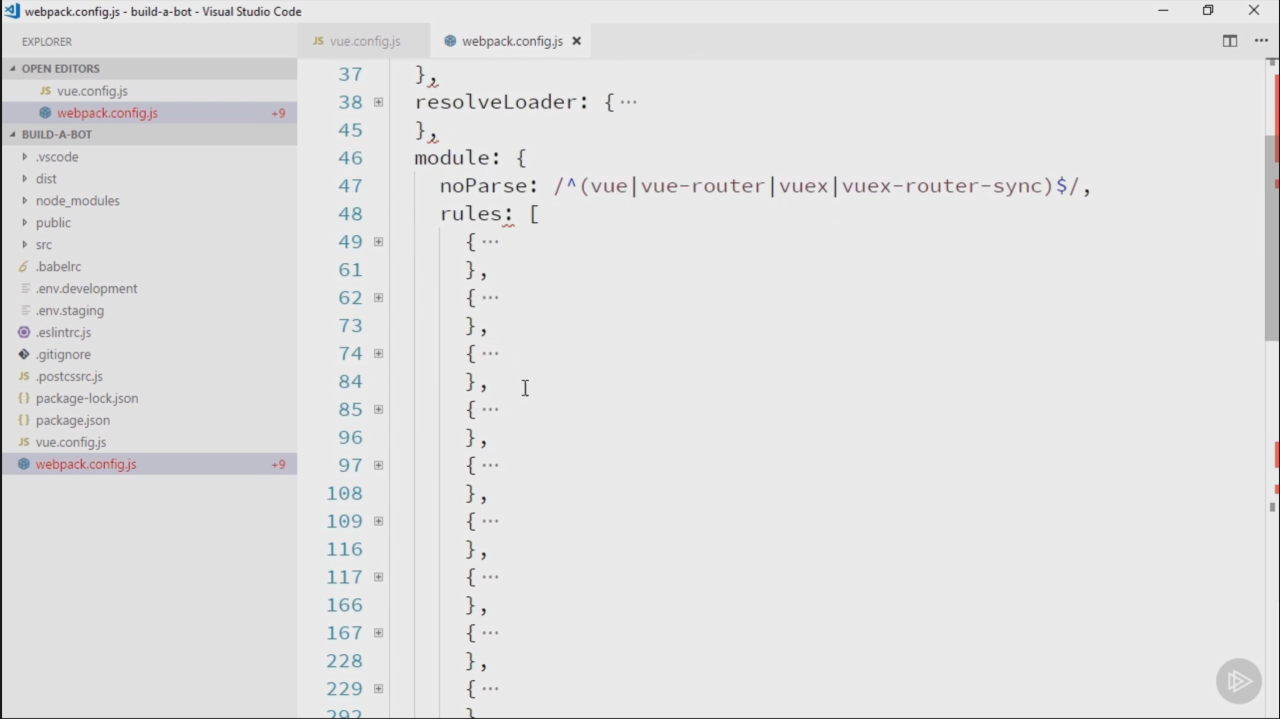 webpack.config.js - build-a-bot - Visual Studio Code
EXPLORER
OPEN EDITORS
JS vue.config.js
webpack.config.js +9
BUILD-A-BOT
.vscode
dist
node_modules
public
src
.babelrc
.env.development
.env.staging
.eslintrc.js
.gitignore
JS .postcssrc.js
{} package-lock.json
{} package.json
JS vue.config.js
webpack.config.js +9
JS vue.config.js
webpack.config.js
37 },
38 resolveLoader: {···
45 },
46 module: {
47 noParse: /^(vue|vue-router|vuex|vuex-router-sync)$/,
48 rules: [
49 {···
61 },
62 {···
73 },
74 {···
84 },
85 {···
96 },
97 {···
108 },
109 {···
116 },
117 {···
166 },
167 {···
228 },
229 {···
292 }